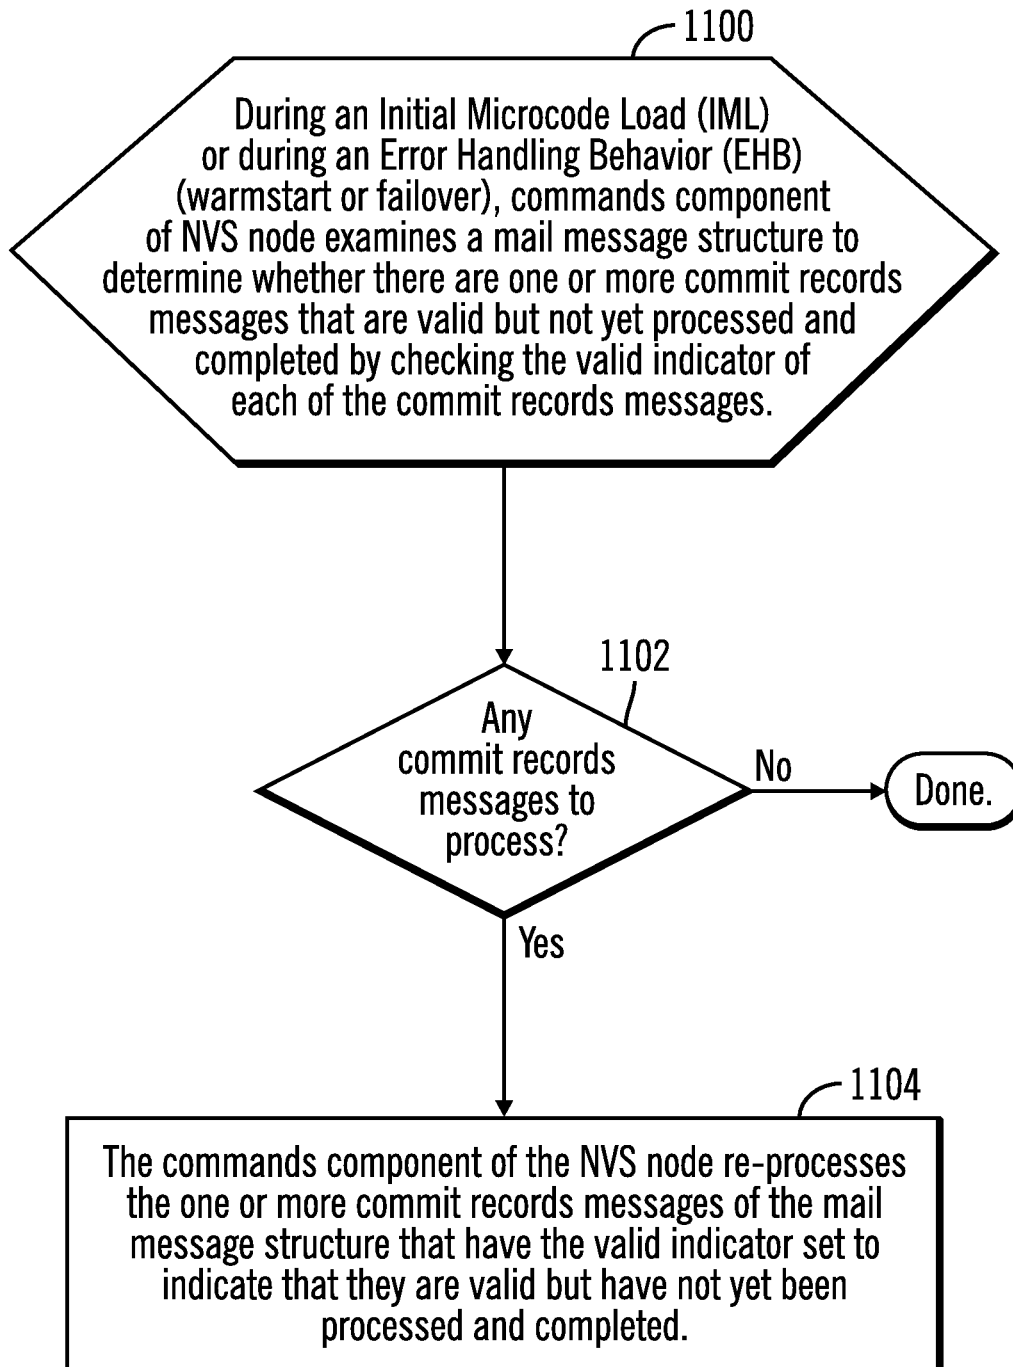 1100
During an Initial Microcode Load (IML)
or during an Error Handling Behavior (EHB)
(warmstart or failover), commands component
of NVS node examines a mail message structure to
determine whether there are one or more commit records
messages that are valid but not yet processed and
completed by checking the valid indicator of
each of the commit records messages.
1102
Any
commit records
messages to
process?
No
Done.
Yes
1104
The commands component of the NVS node re-processes
the one or more commit records messages of the mail
message structure that have the valid indicator set to
indicate that they are valid but have not yet been
processed and completed.